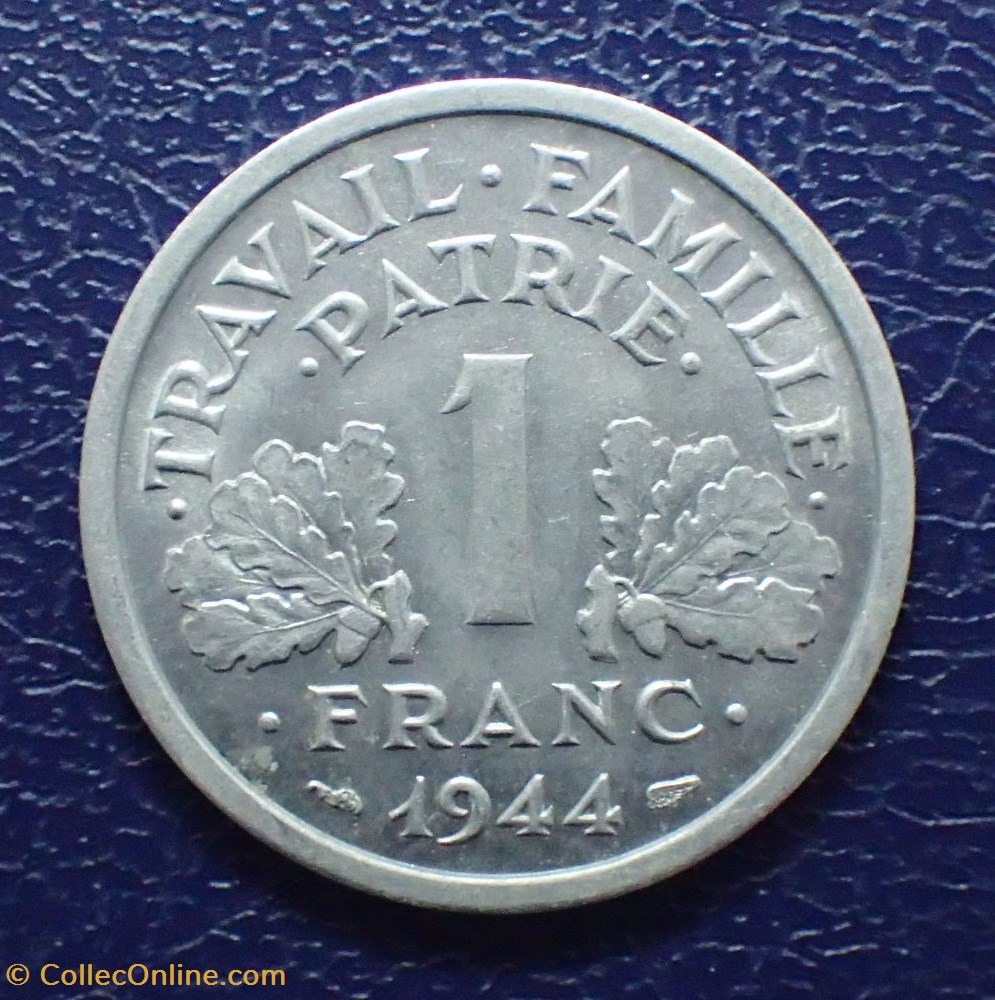 · TRAVAIL · FAMILLE ·
· PATRIE ·
1
· FRANC ·
1944
© CollecOnline.com